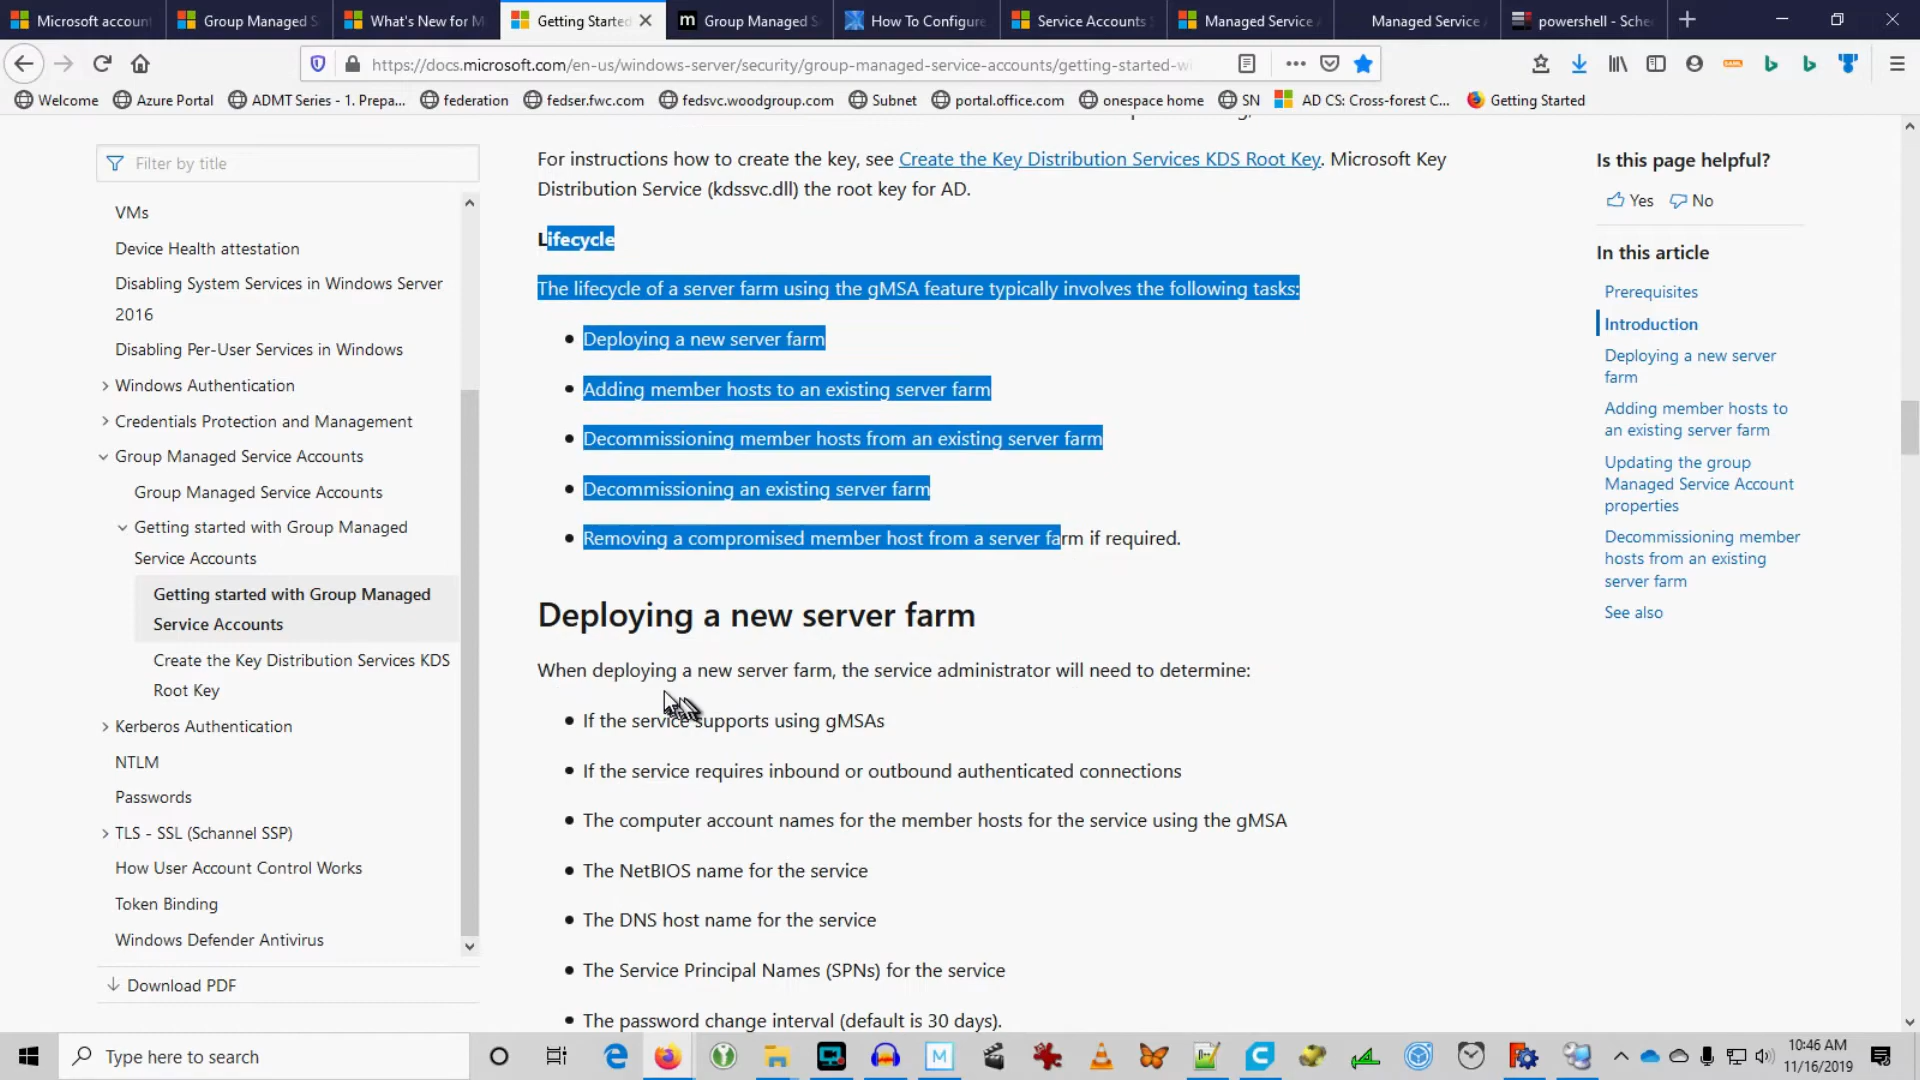 Microsoft accoun
Group Managed S
What's New for M
Getting Started
Group Managed S
How To Configure
Service Accounts
Managed Service
Managed Service
powershell - Sche
https://docs.microsoft.com/en-us/windows-server/security/group-managed-service-accounts/getting-started-wi
Welcome
Azure Portal
ADMT Series - 1. Prepa...
federation
fedser.fwc.com
fedsvc.woodgroup.com
Subnet
portal.office.com
onespace home
SN
AD CS: Cross-forest C...
Getting Started
Filter by title
VMs
Device Health attestation
Disabling System Services in Windows Server
2016
Disabling Per-User Services in Windows
Windows Authentication
Credentials Protection and Management
Group Managed Service Accounts
Group Managed Service Accounts
Getting started with Group Managed
Service Accounts
Getting started with Group Managed
Service Accounts
Create the Key Distribution Services KDS
Root Key
Kerberos Authentication
NTLM
Passwords
TLS - SSL (Schannel SSP)
How User Account Control Works
Token Binding
Windows Defender Antivirus
Download PDF
For instructions how to create the key, see Create the Key Distribution Services KDS Root Key. Microsoft Key
Distribution Service (kdssvc.dll) the root key for AD.
Lifecycle
The lifecycle of a server farm using the gMSA feature typically involves the following tasks:
• Deploying a new server farm
• Adding member hosts to an existing server farm
• Decommissioning member hosts from an existing server farm
• Decommissioning an existing server farm
• Removing a compromised member host from a server farm if required.
Deploying a new server farm
When deploying a new server farm, the service administrator will need to determine:
• If the service supports using gMSAs
• If the service requires inbound or outbound authenticated connections
• The computer account names for the member hosts for the service using the gMSA
• The NetBIOS name for the service
• The DNS host name for the service
• The Service Principal Names (SPNs) for the service
• The password change interval (default is 30 days).
Is this page helpful?
Yes No
In this article
Prerequisites
Introduction
Deploying a new server
farm
Adding member hosts to
an existing server farm
Updating the group
Managed Service Account
properties
Decommissioning member
hosts from an existing
server farm
See also
Type here to search
10:46 AM
11/16/2019